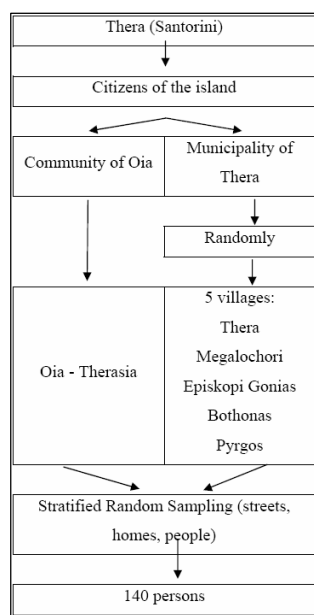 Thera (Santorini)
Citizens of the island
Community of Oia
Municipality of
Thera
Randomly
Oia - Therasia
5 villages:
Thera
Megalochori
Episkopi Gonias
Bothonas
Pyrgos
Stratified Random Sampling (streets,
homes, people)
140 persons